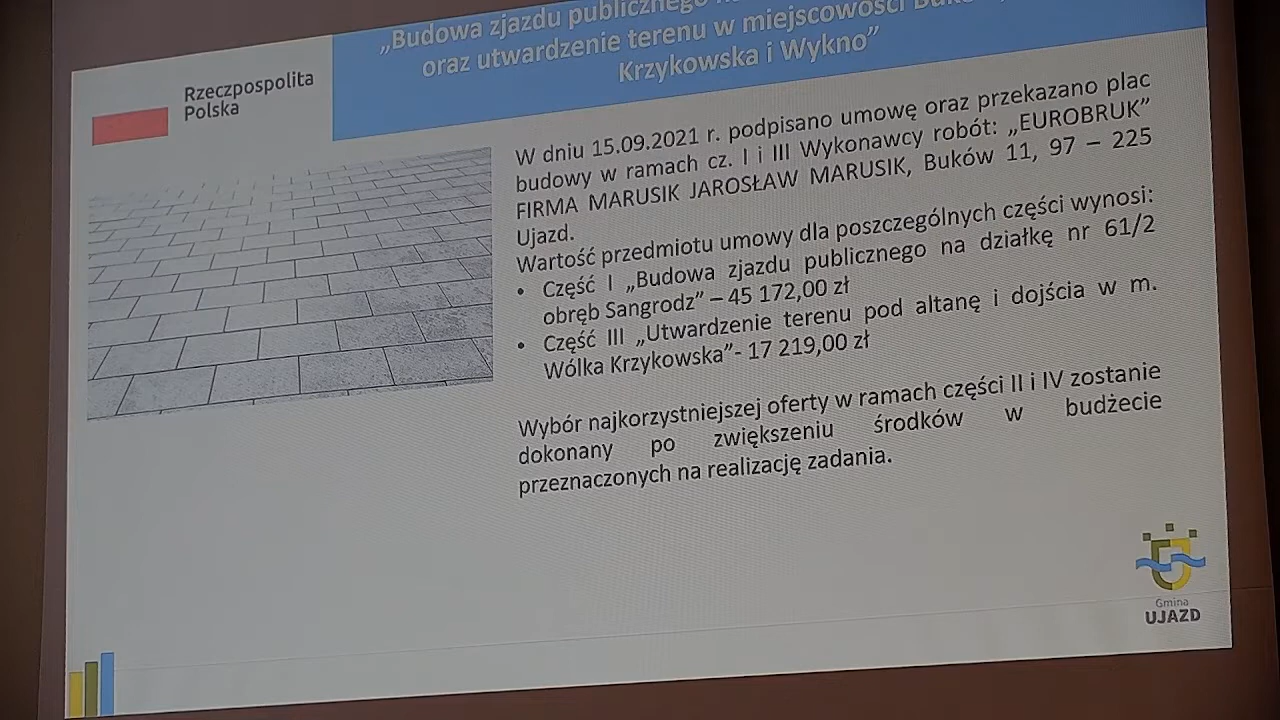 Rzeczpospolita
Polska
„Budowa zjazdu publicznego
oraz utwardzenie terenu w miejscowości
Krzykowska i Wykno”
W dniu 15.09.2021 r. podpisano umowę oraz przekazano plac
budowy w ramach cz. I i III Wykonawcy robót: „EUROBRUK”
FIRMA MARUSIK JAROSŁAW MARUSIK, Buków 11, 97 – 225
Ujazd.
Wartość przedmiotu umowy dla poszczególnych części wynosi:
• Część I „Budowa zjazdu publicznego na działkę nr 61/2
obręb Sangrodz” – 45 172,00 zł
• Część III „Utwardzenie terenu pod altanę i dojścia w m.
Wólka Krzykowska”- 17 219,00 zł
Wybór najkorzystniejszej oferty w ramach części II i IV zostanie
dokonany po zwiększeniu środków w budżecie
przeznaczonych na realizację zadania.
Gmina
UJAZD